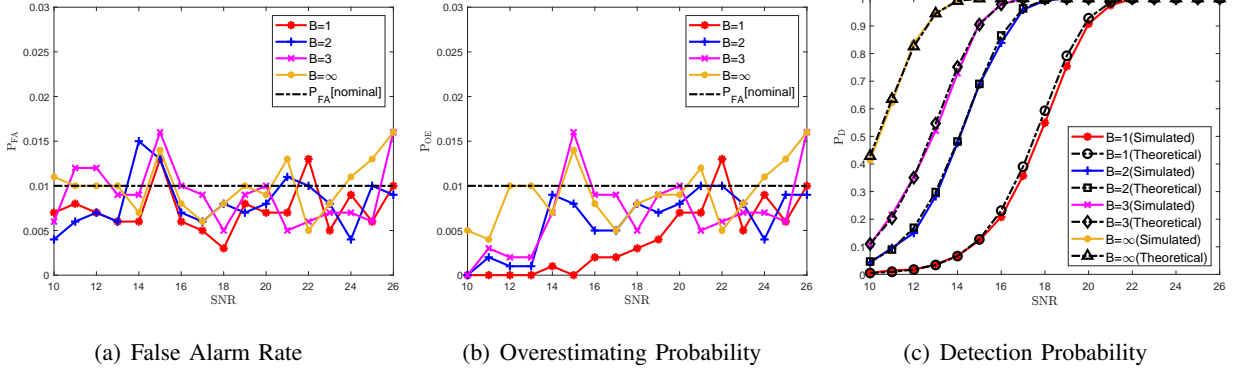 0.03
0.025
0.02
0.015
0.01
0.005
0
P_FA
B=1
B=2
B=3
B=∞
P_FA[nominal]
10 12 14 16 18 20 22 24 26
SNR
(a) False Alarm Rate
0.03
0.025
0.02
0.015
0.01
0.005
0
P_OE
B=1
B=2
B=3
B=∞
P_FA[nominal]
10 12 14 16 18 20 22 24 26
SNR
(b) Overestimating Probability
0.9
0.8
0.7
0.6
0.5
0.4
0.3
0.2
0.1
0
P_D
B=1(Simulated)
B=1(Theoretical)
B=2(Simulated)
B=2(Theoretical)
B=3(Simulated)
B=3(Theoretical)
B=∞(Simulated)
B=∞(Theoretical)
10 12 14 16 18 20 22 24 26
SNR
(c) Detection Probability